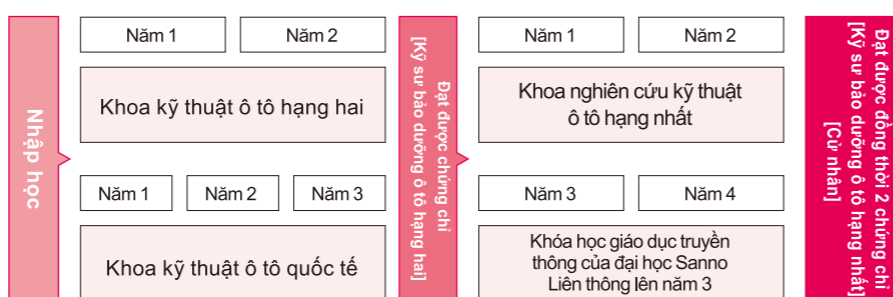 Nhập học
Năm 1
Năm 2
Khoa kỹ thuật ô tô hạng hai
Năm 1
Năm 2
Năm 3
Khoa kỹ thuật ô tô quốc tế
Đạt được chứng chỉ
[Kỹ sư bảo dưỡng ô tô hạng hai]
Năm 1
Năm 2
Khoa nghiên cứu kỹ thuật
ô tô hạng nhất
Năm 3
Năm 4
Khóa học giáo dục truyền
thông của đại học Sanno
Liên thông lên năm 3
Đạt được đồng thời 2 chứng chỉ
[Kỹ sư bảo dưỡng ô tô hạng nhất]
[Cử nhân]